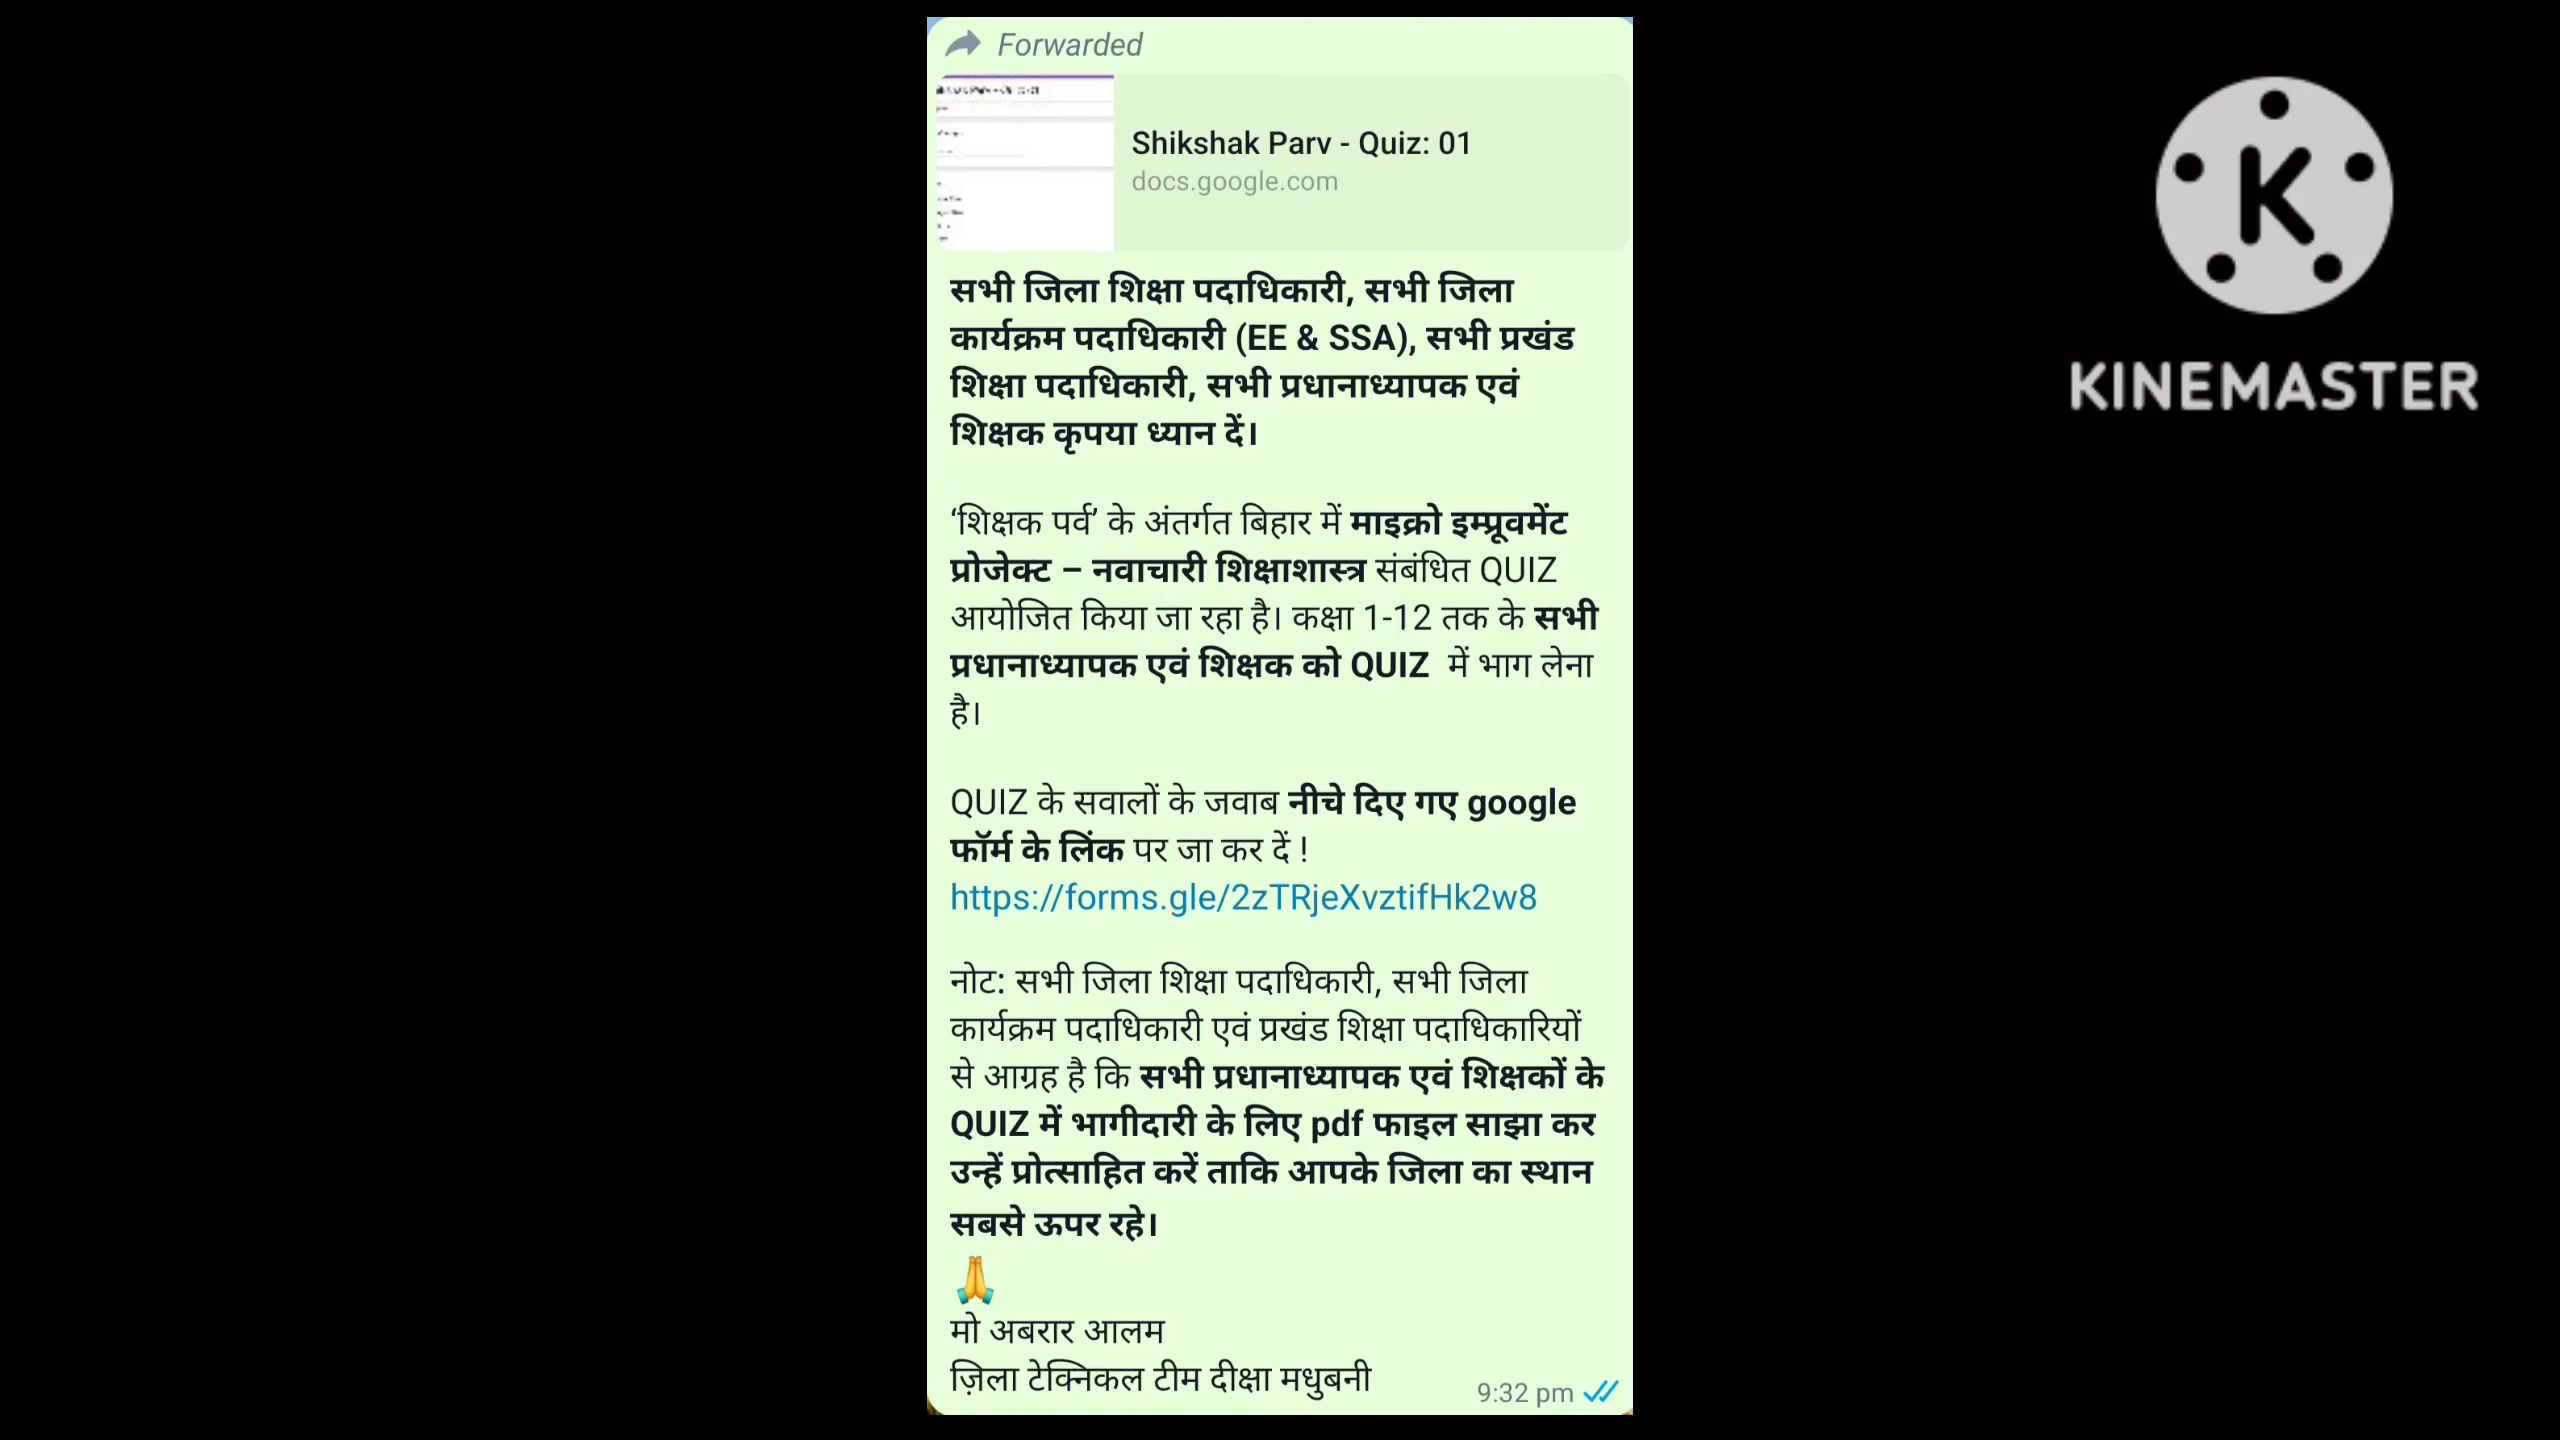 Forwarded
Shikshak Parv - Quiz: 01
docs.google.com
सभी जिला शिक्षा पदाधिकारी, सभी जिला
कार्यक्रम पदाधिकारी (EE & SSA), सभी प्रखंड
शिक्षा पदाधिकारी, सभी प्रधानाध्यापक एवं
शिक्षक कृपया ध्यान दें।
‘शिक्षक पर्व’ के अंतर्गत बिहार में माइक्रो इम्प्रूवमेंट
प्रोजेक्ट – नवाचारी शिक्षाशास्त्र संबंधित QUIZ
आयोजित किया जा रहा है। कक्षा 1-12 तक के सभी
प्रधानाध्यापक एवं शिक्षक को QUIZ में भाग लेना
है।
QUIZ के सवालों के जवाब नीचे दिए गए google
फॉर्म के लिंक पर जा कर दें !
https://forms.gle/2zTRjeXvztifHk2w8
नोट: सभी जिला शिक्षा पदाधिकारी, सभी जिला
कार्यक्रम पदाधिकारी एवं प्रखंड शिक्षा पदाधिकारियों
से आग्रह है कि सभी प्रधानाध्यापक एवं शिक्षकों के
QUIZ में भागीदारी के लिए pdf फाइल साझा कर
उन्हें प्रोत्साहित करें ताकि आपके जिला का स्थान
सबसे ऊपर रहे।
🙏
मो अबरार आलम
ज़िला टेक्निकल टीम दीक्षा मधुबनी
9:32 pm
K
KINEMASTER